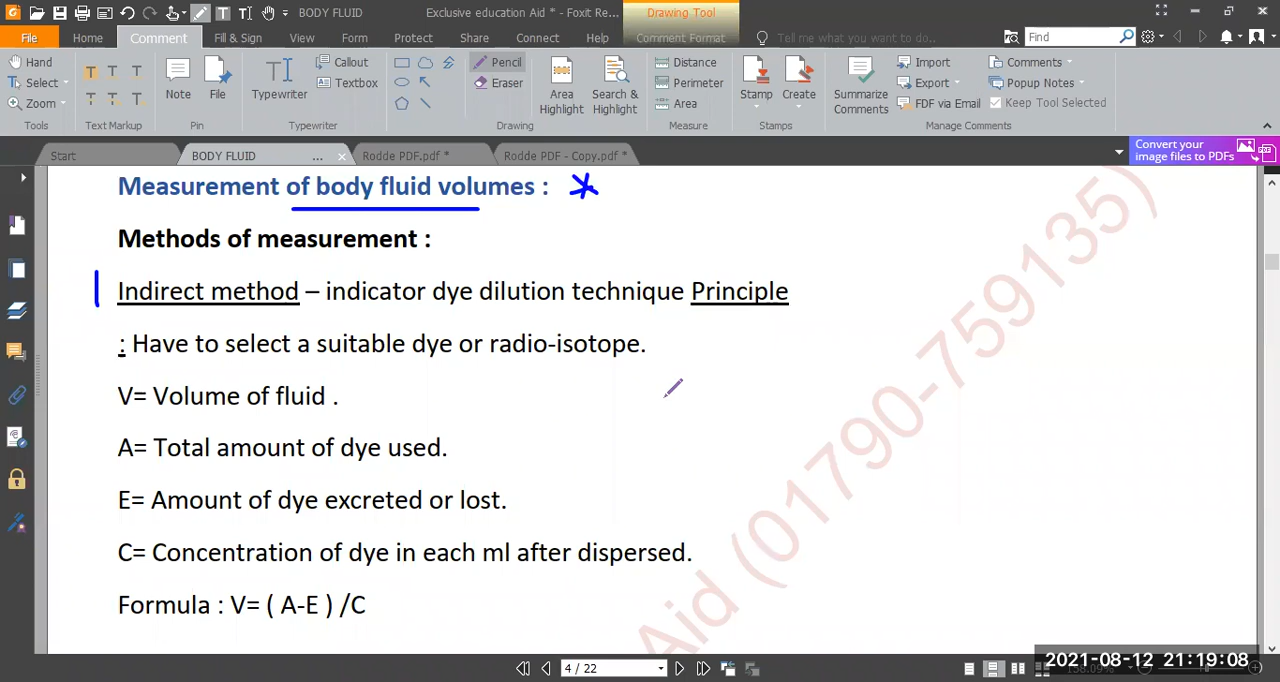 BODY FLUID
Exclusive education Aid * - Foxit Re...
Drawing Tool
File
Home
Comment
Fill & Sign
View
Form
Protect
Share
Connect
Help
Comment Format
Tell me what you want to do..
Find
Hand
Select
Zoom
Tools
Text Markup
Note
File
Pin
Typewriter
Callout
Textbox
Typewriter
Pencil
Eraser
Area Highlight
Search & Highlight
Drawing
Distance
Perimeter
Area
Measure
Stamp
Create
Stamps
Summarize Comments
Import
Export
FDF via Email
Comments
Popup Notes
Keep Tool Selected
Manage Comments
Start
BODY FLUID ...
Rodde PDF.pdf *
Rodde PDF - Copy.pdf *
Convert your
image files to PDFs
Measurement of body fluid volumes :
Methods of measurement :
Indirect method – indicator dye dilution technique Principle
: Have to select a suitable dye or radio-isotope.
V= Volume of fluid .
A= Total amount of dye used.
E= Amount of dye excreted or lost.
C= Concentration of dye in each ml after dispersed.
Formula : V= ( A-E ) /C
Aid (01790-759135)
4 / 22
2021-08-12 21:19:08